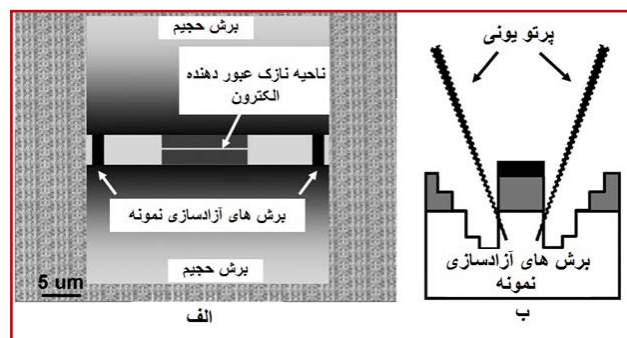 برش حجیم
ناحیه نازک عبور دهنده
الکترون
برش های آزادسازی نمونه
برش حجیم
5 um
الف
پرتو یونی
برش های آزادسازی
نمونه
ب